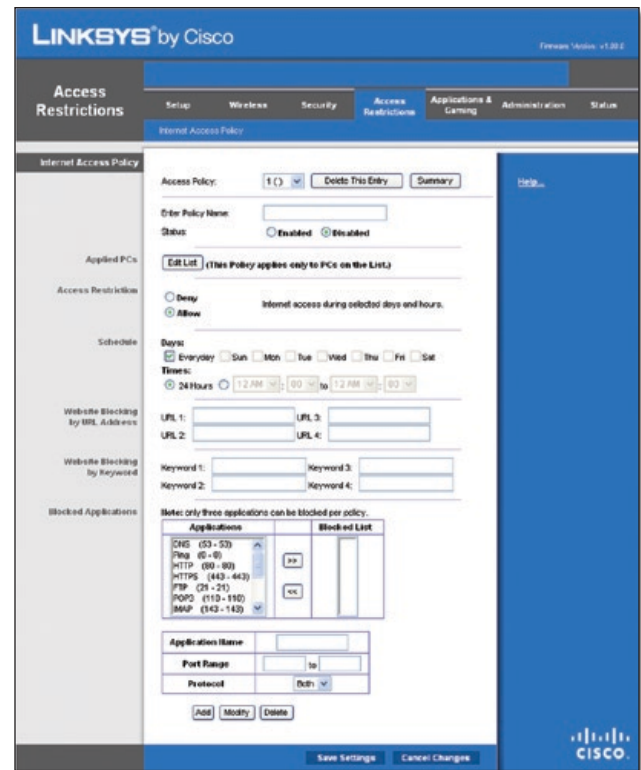 LINKSYS® by Cisco
Firmware Version: v1.00.0
Access Restrictions
Setup Wireless Security Access Restrictions Applications & Gaming Administration Status
Internet Access Policy
Internet Access Policy
Access Policy: 1 () Delete This Entry Summary
Help...
Enter Policy Name:
Status: Enabled Disabled
Applied PCs
Edit List (This Policy applies only to PCs on the List.)
Access Restriction
Deny
Allow
Internet access during selected days and hours.
Schedule
Days:
Everyday Sun Mon Tue Wed Thu Fri Sat
Times:
24 Hours 12 AM : 00 to 12 AM : 00
Website Blocking by URL Address
URL 1: URL 3:
URL 2: URL 4:
Website Blocking by Keyword
Keyword 1: Keyword 3:
Keyword 2: Keyword 4:
Blocked Applications
Note: only three applications can be blocked per policy.
Applications Blocked List
DNS (53 - 53)
Ping (0 - 0)
HTTP (80 - 80)
HTTPS (443 - 443)
FTP (21 - 21)
POP3 (110 - 110)
IMAP (143 - 143)
>>
<<
Application Name
Port Range to
Protocol Both
Add Modify Delete
Save Settings Cancel Changes
CISCO.